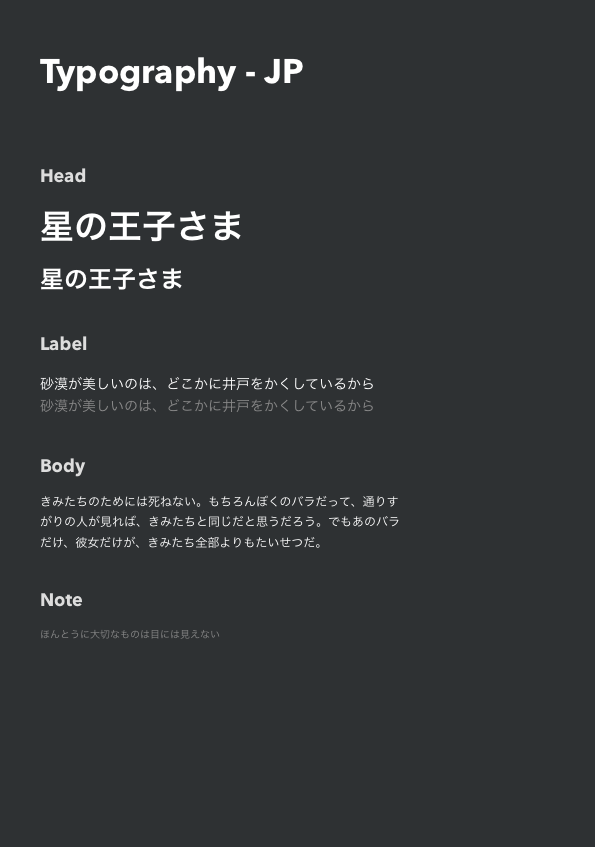 Typography - JP
Head
星の王子さま
星の王子さま
Label
砂漠が美しいのは、どこかに井戸をかくしているから
砂漠が美しいのは、どこかに井戸をかくしているから
Body
きみたちのためには死ねない。もちろんぼくのバラだって、通りす
がりの人が見れば、きみたちと同じだと思うだろう。でもあのバラ
だけ、彼女だけが、きみたち全部よりもたいせつだ。
Note
ほんとうに大切なものは目には見えない